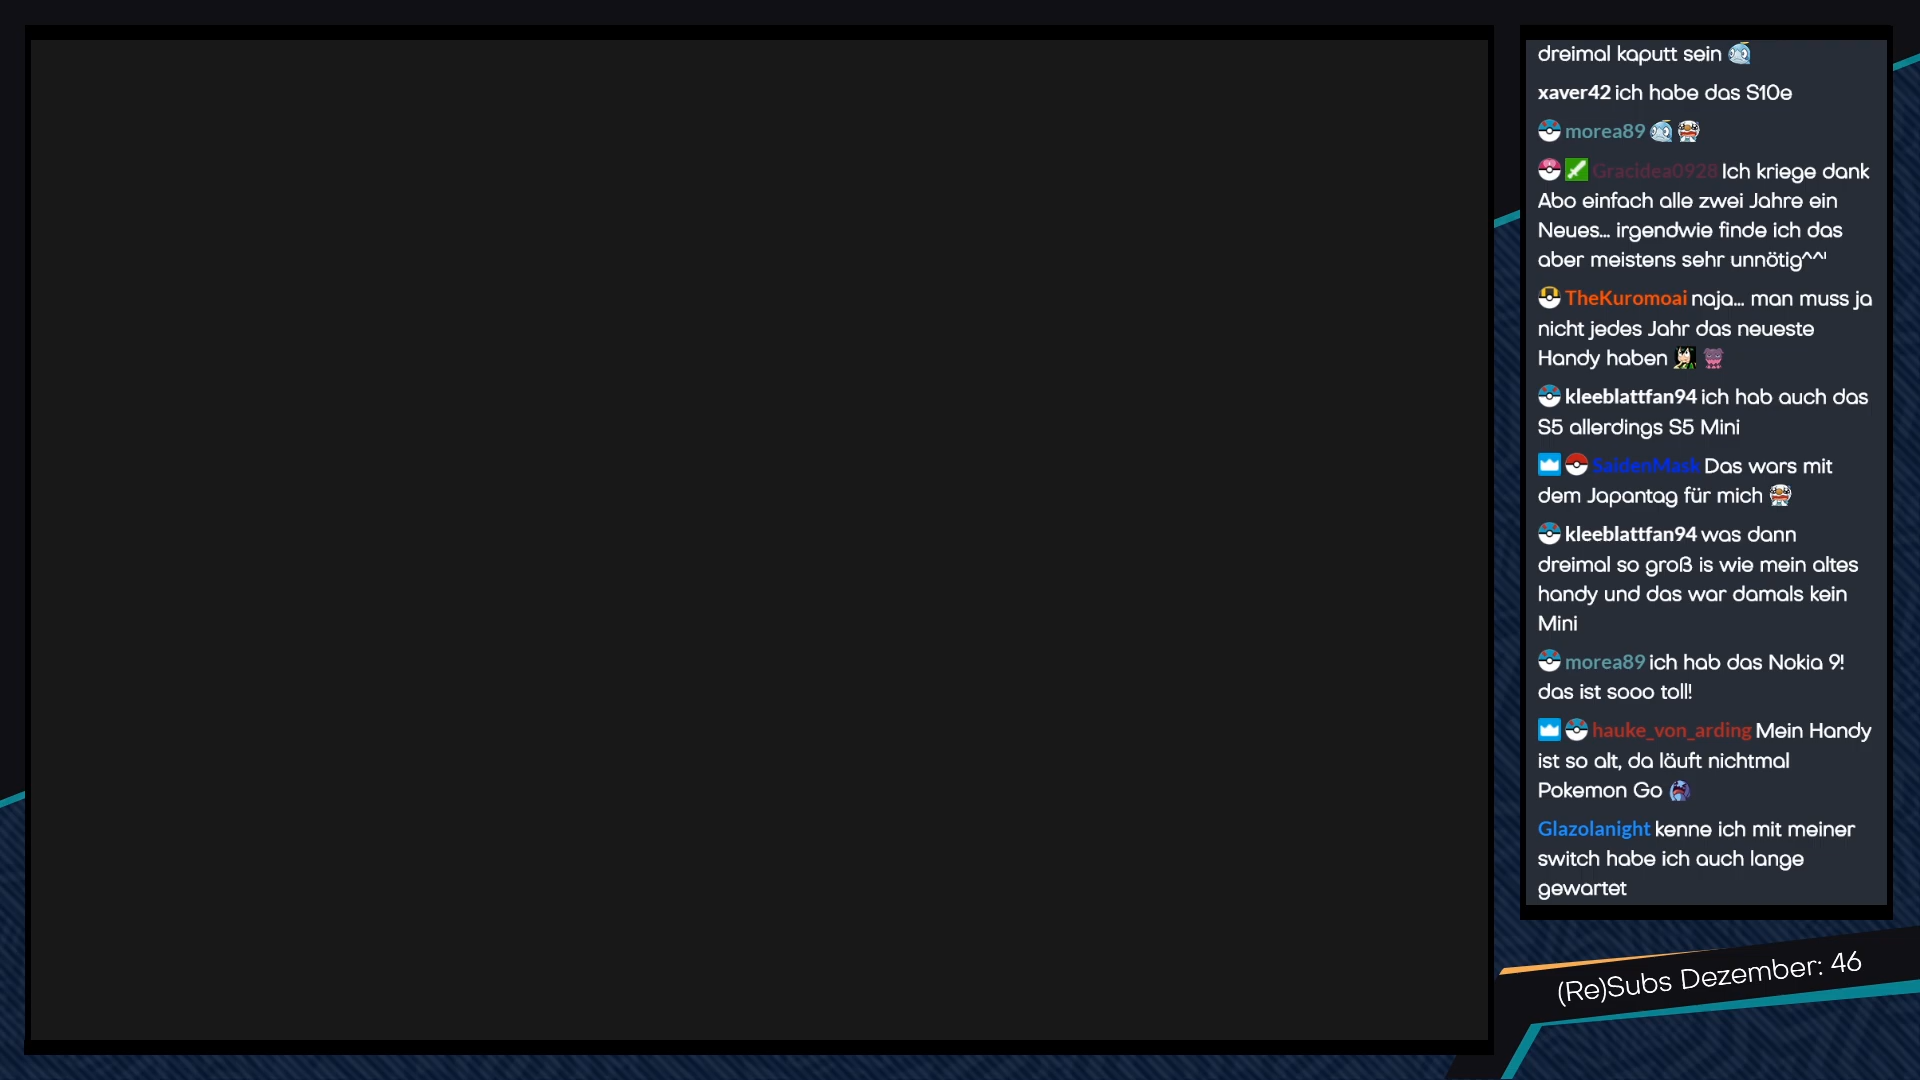 dreimal kaputt sein
xaver42 ich habe das S10e
morea89
Gracidea0928 Ich kriege dank
Abo einfach alle zwei Jahre ein
Neues... irgendwie finde ich das
aber meistens sehr unnötig^^'
TheKuromoai naja... man muss ja
nicht jedes Jahr das neueste
Handy haben
kleeblattfan94 ich hab auch das
S5 allerdings S5 Mini
SaidenMask Das wars mit
dem Japantag für mich
kleeblattfan94 was dann
dreimal so groß is wie mein altes
handy und das war damals kein
Mini
morea89 ich hab das Nokia 9!
das ist sooo toll!
hauke_von_arding Mein Handy
ist so alt, da läuft nichtmal
Pokemon Go
Glazolanight kenne ich mit meiner
switch habe ich auch lange
gewartet
(Re)Subs Dezember: 46